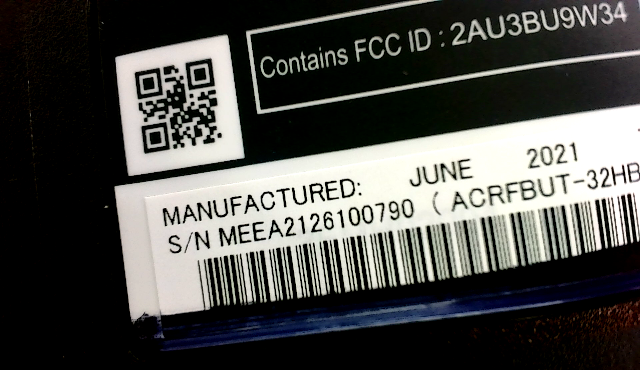 Contains FCC ID : 2AU3BU9W34
MANUFACTURED: JUNE 2021
S/N MEEA2126100790 ( ACRFBUT-32HB